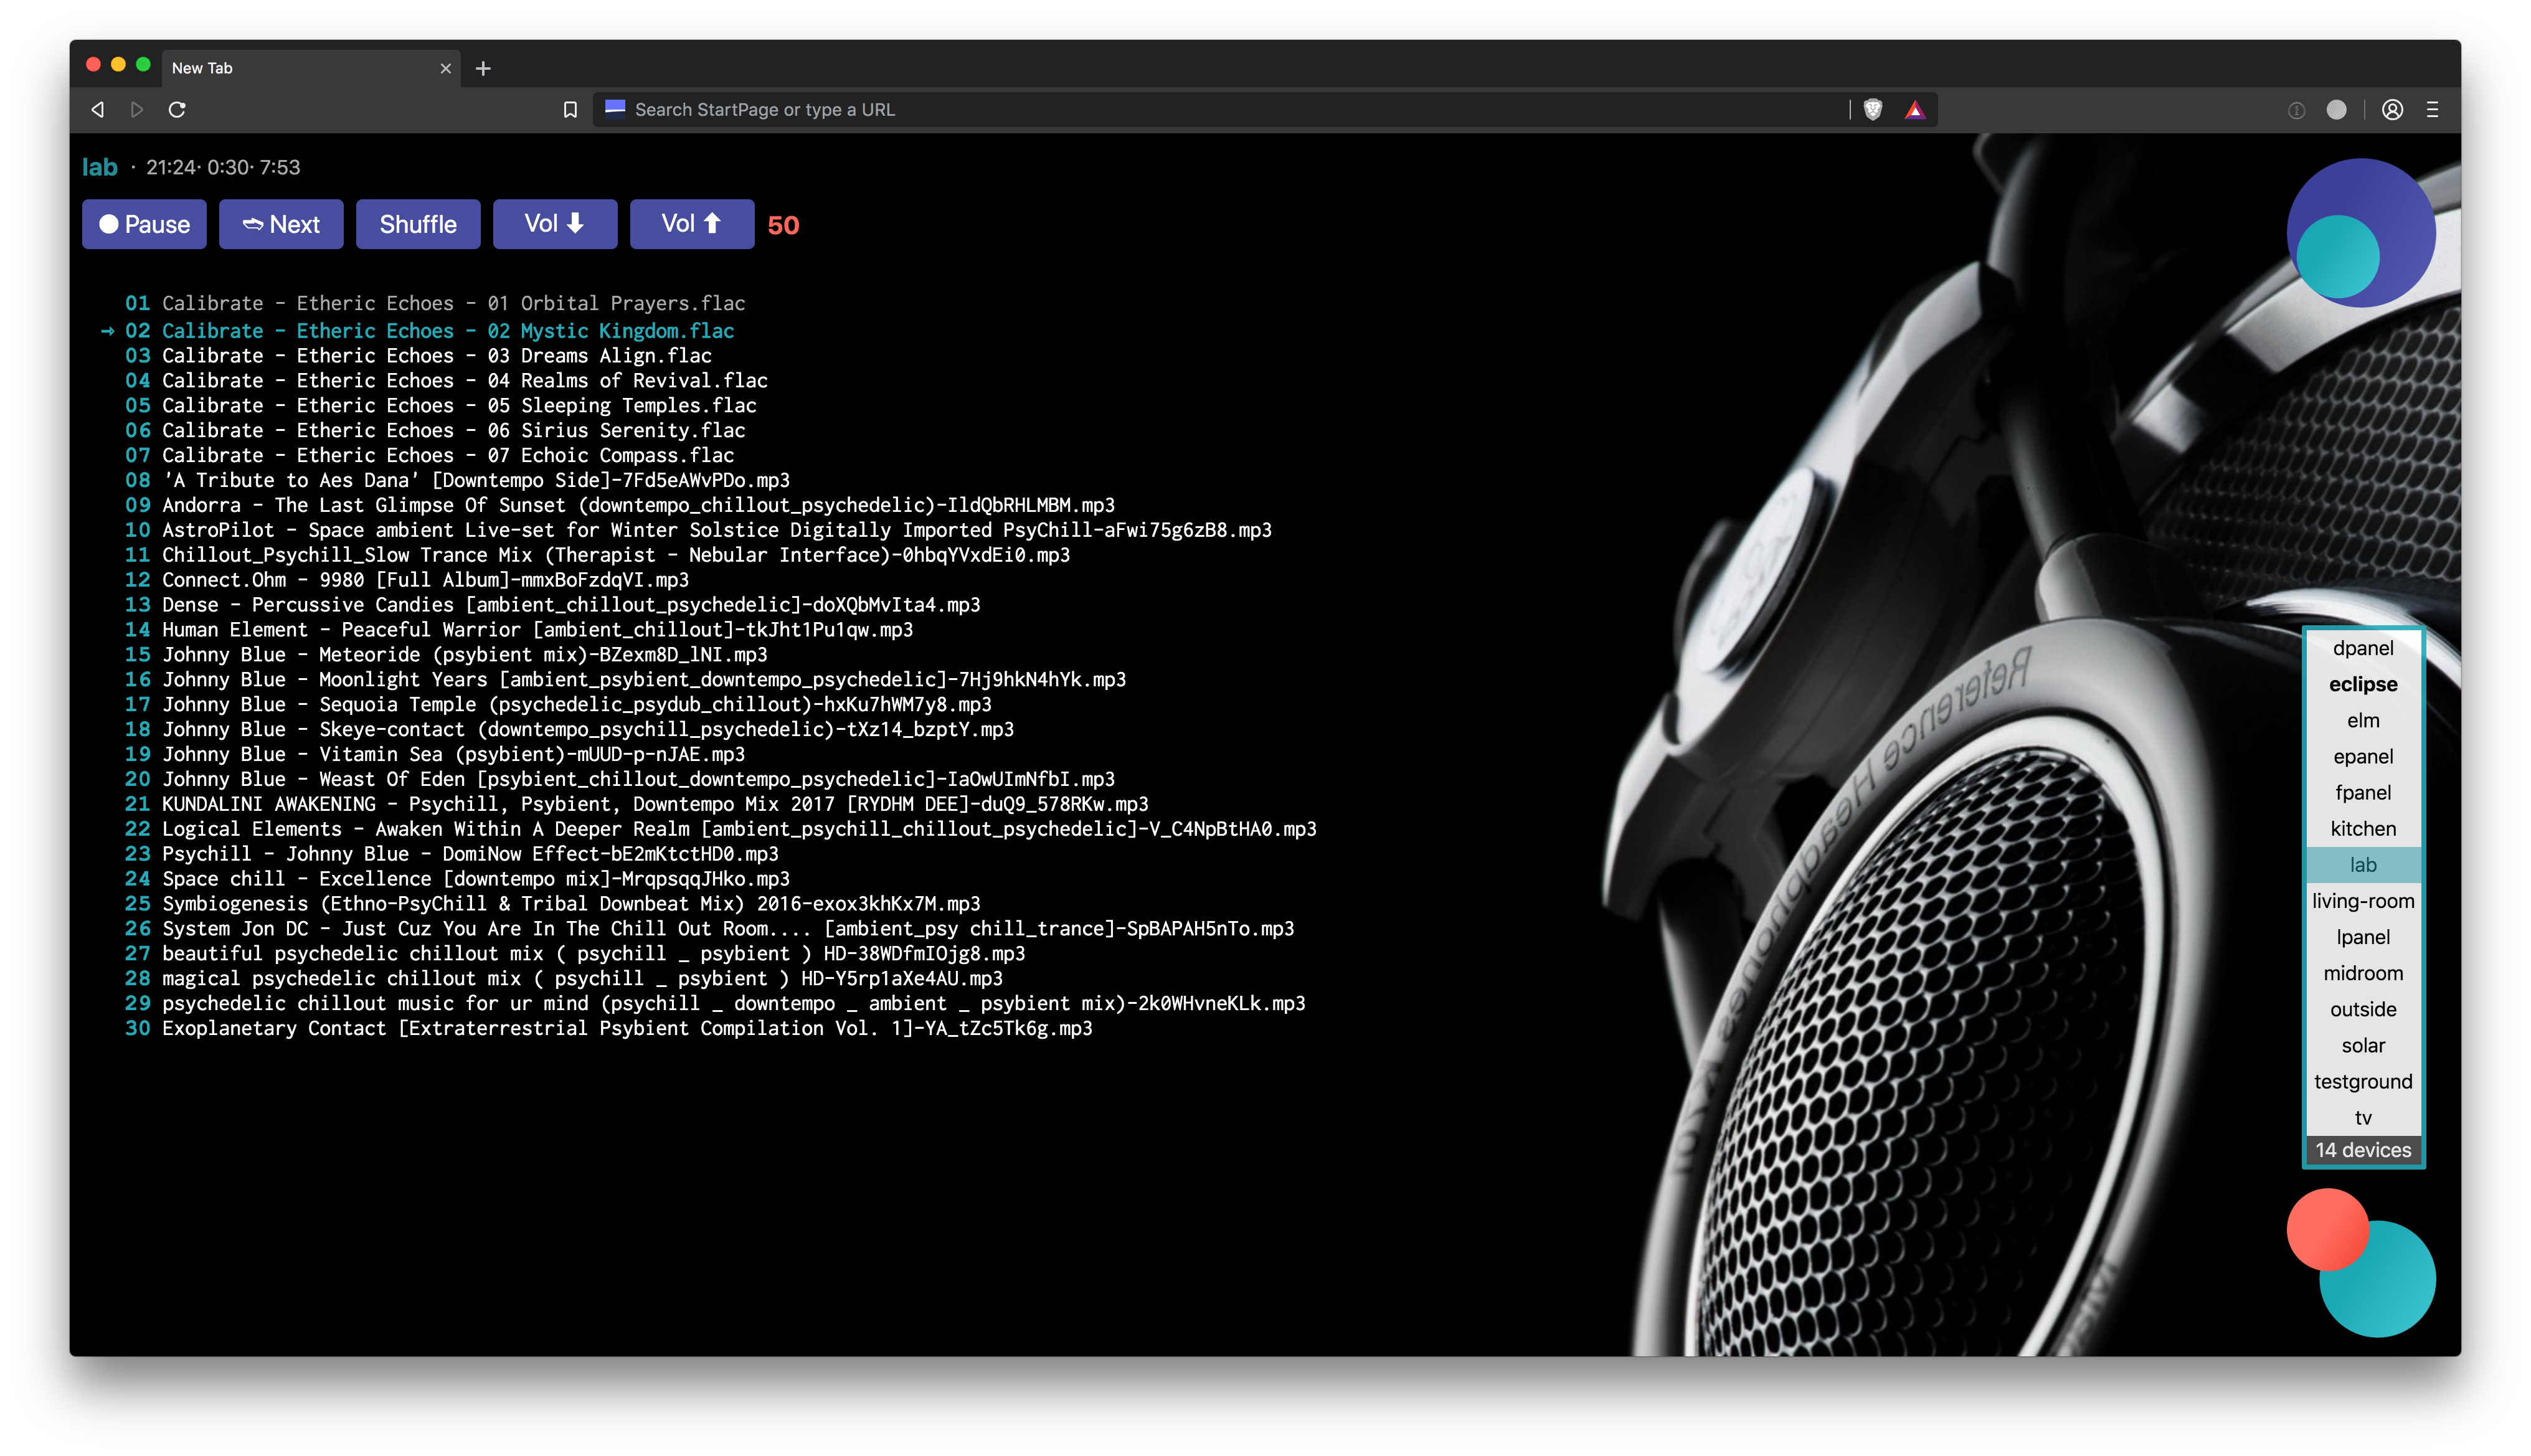 New Tab
Search StartPage or type a URL
lab · 21:24· 0:30· 7:53
Pause Next Shuffle Vol Vol 50
01 Calibrate - Etheric Echoes - 01 Orbital Prayers.flac
→ 02 Calibrate - Etheric Echoes - 02 Mystic Kingdom.flac
03 Calibrate - Etheric Echoes - 03 Dreams Align.flac
04 Calibrate - Etheric Echoes - 04 Realms of Revival.flac
05 Calibrate - Etheric Echoes - 05 Sleeping Temples.flac
06 Calibrate - Etheric Echoes - 06 Sirius Serenity.flac
07 Calibrate - Etheric Echoes - 07 Echoic Compass.flac
08 'A Tribute to Aes Dana' [Downtempo Side]-7Fd5eAWvPDo.mp3
09 Andorra - The Last Glimpse Of Sunset (downtempo_chillout_psychedelic)-IldQbRHLMBM.mp3
10 AstroPilot - Space ambient Live-set for Winter Solstice Digitally Imported PsyChill-aFwi75g6zB8.mp3
11 Chillout_Psychill_Slow Trance Mix (Therapist - Nebular Interface)-0hbqYVxdEi0.mp3
12 Connect.Ohm - 9980 [Full Album]-mmxBoFzdqVI.mp3
13 Dense - Percussive Candies [ambient_chillout_psychedelic]-doXQbMvIta4.mp3
14 Human Element - Peaceful Warrior [ambient_chillout]-tkJht1Pu1qw.mp3
15 Johnny Blue - Meteoride (psybient mix)-BZexm8D_lNI.mp3
16 Johnny Blue - Moonlight Years [ambient_psybient_downtempo_psychedelic]-7Hj9hkN4hYk.mp3
17 Johnny Blue - Sequoia Temple (psychedelic_psydub_chillout)-hxKu7hWM7y8.mp3
18 Johnny Blue - Skeye-contact (downtempo_psychill_psychedelic)-tXz14_bzptY.mp3
19 Johnny Blue - Vitamin Sea (psybient)-mUUD-p-nJAE.mp3
20 Johnny Blue - Weast Of Eden [psybient_chillout_downtempo_psychedelic]-IaOwUImNfbI.mp3
21 KUNDALINI AWAKENING - Psychill, Psybient, Downtempo Mix 2017 [RYDHM DEE]-duQ9_578RKw.mp3
22 Logical Elements - Awaken Within A Deeper Realm [ambient_psychill_chillout_psychedelic]-V_C4NpBtHA0.mp3
23 Psychill - Johnny Blue - DomiNow Effect-bE2mKtctHD0.mp3
24 Space chill - Excellence [downtempo mix]-MrqpsqqJHko.mp3
25 Symbiogenesis (Ethno-PsyChill & Tribal Downbeat Mix) 2016-exox3khKx7M.mp3
26 System Jon DC - Just Cuz You Are In The Chill Out Room.... [ambient_psy chill_trance]-SpBAPAH5nTo.mp3
27 beautiful psychedelic chillout mix ( psychill _ psybient ) HD-38WDfmIOjg8.mp3
28 magical psychedelic chillout mix ( psychill _ psybient ) HD-Y5rp1aXe4AU.mp3
29 psychedelic chillout music for ur mind (psychill _ downtempo _ ambient _ psybient mix)-2k0WHvneKLk.mp3
30 Exoplanetary Contact [Extraterrestrial Psybient Compilation Vol. 1]-YA_tZc5Tk6g.mp3
Reference Headphones K701
dpanel
eclipse
elm
epanel
fpanel
kitchen
lab
living-room
lpanel
midroom
outside
solar
testground
tv
14 devices